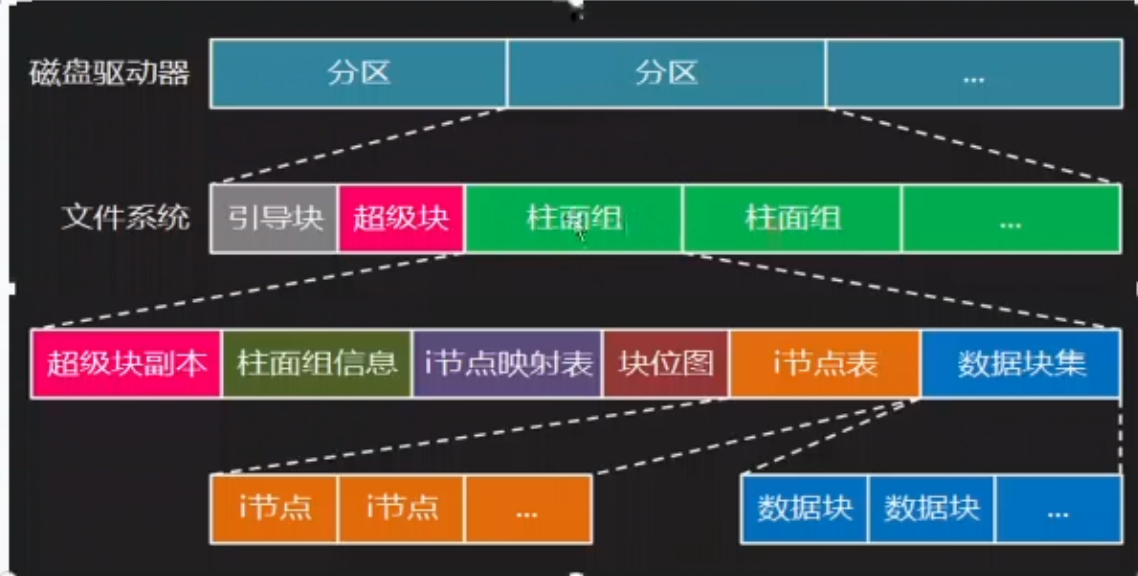 磁盘驱动器 分区 分区 ...
文件系统 引导块 超级块 柱面组 柱面组 ...
超级块副本 柱面组信息 i节点映射表 块位图 i节点表 数据块集
i节点 i节点 ... 数据块 数据块 ...